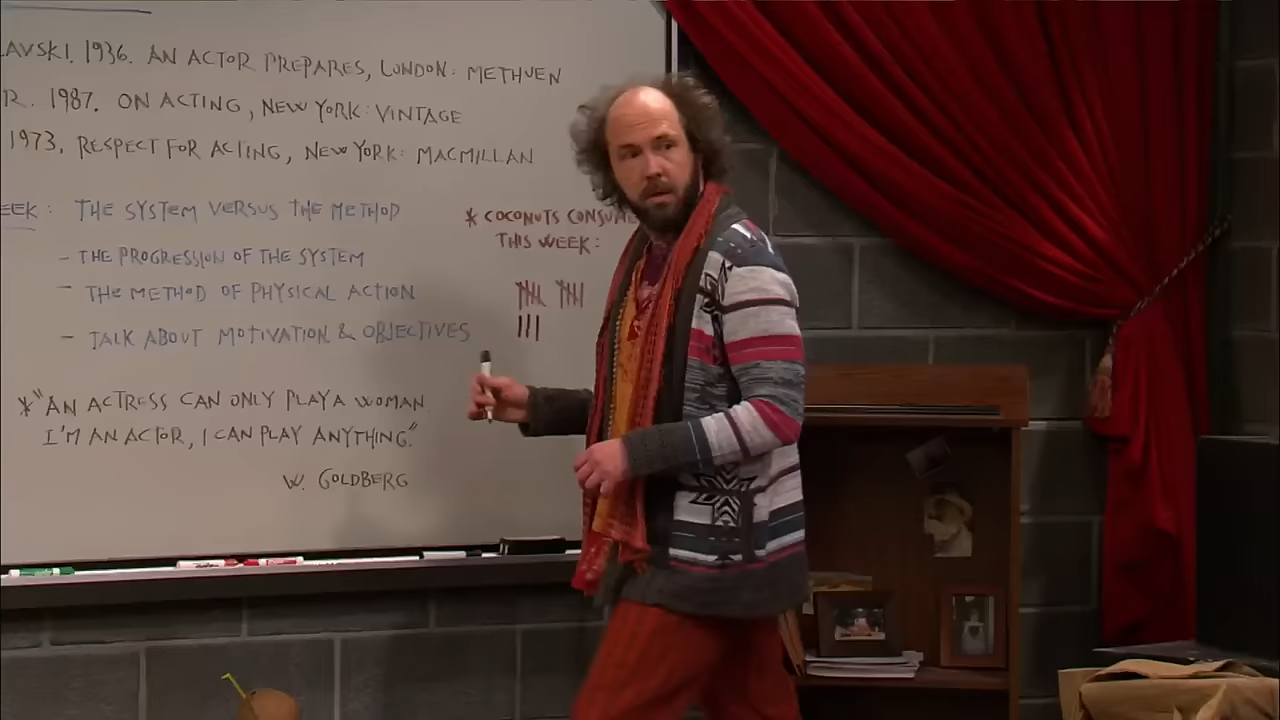 LAVSKI. 1936. AN ACTOR PREPARES, LONDON: METHUEN
R. 1987. ON ACTING, NEW YORK: VINTAGE
1973, RESPECT FOR ACTING, NEW YORK: MACMILLAN
EEK: THE SYSTEM VERSUS THE METHOD
- THE PROGRESSION OF THE SYSTEM
- THE METHOD OF PHYSICAL ACTION
- TALK ABOUT MOTIVATION & OBJECTIVES
* COCONUTS CONSUME
THIS WEEK:
*"AN ACTRESS CAN ONLY PLAY A WOMAN
I'M AN ACTOR, I CAN PLAY ANYTHING."
W. GOLDBERG